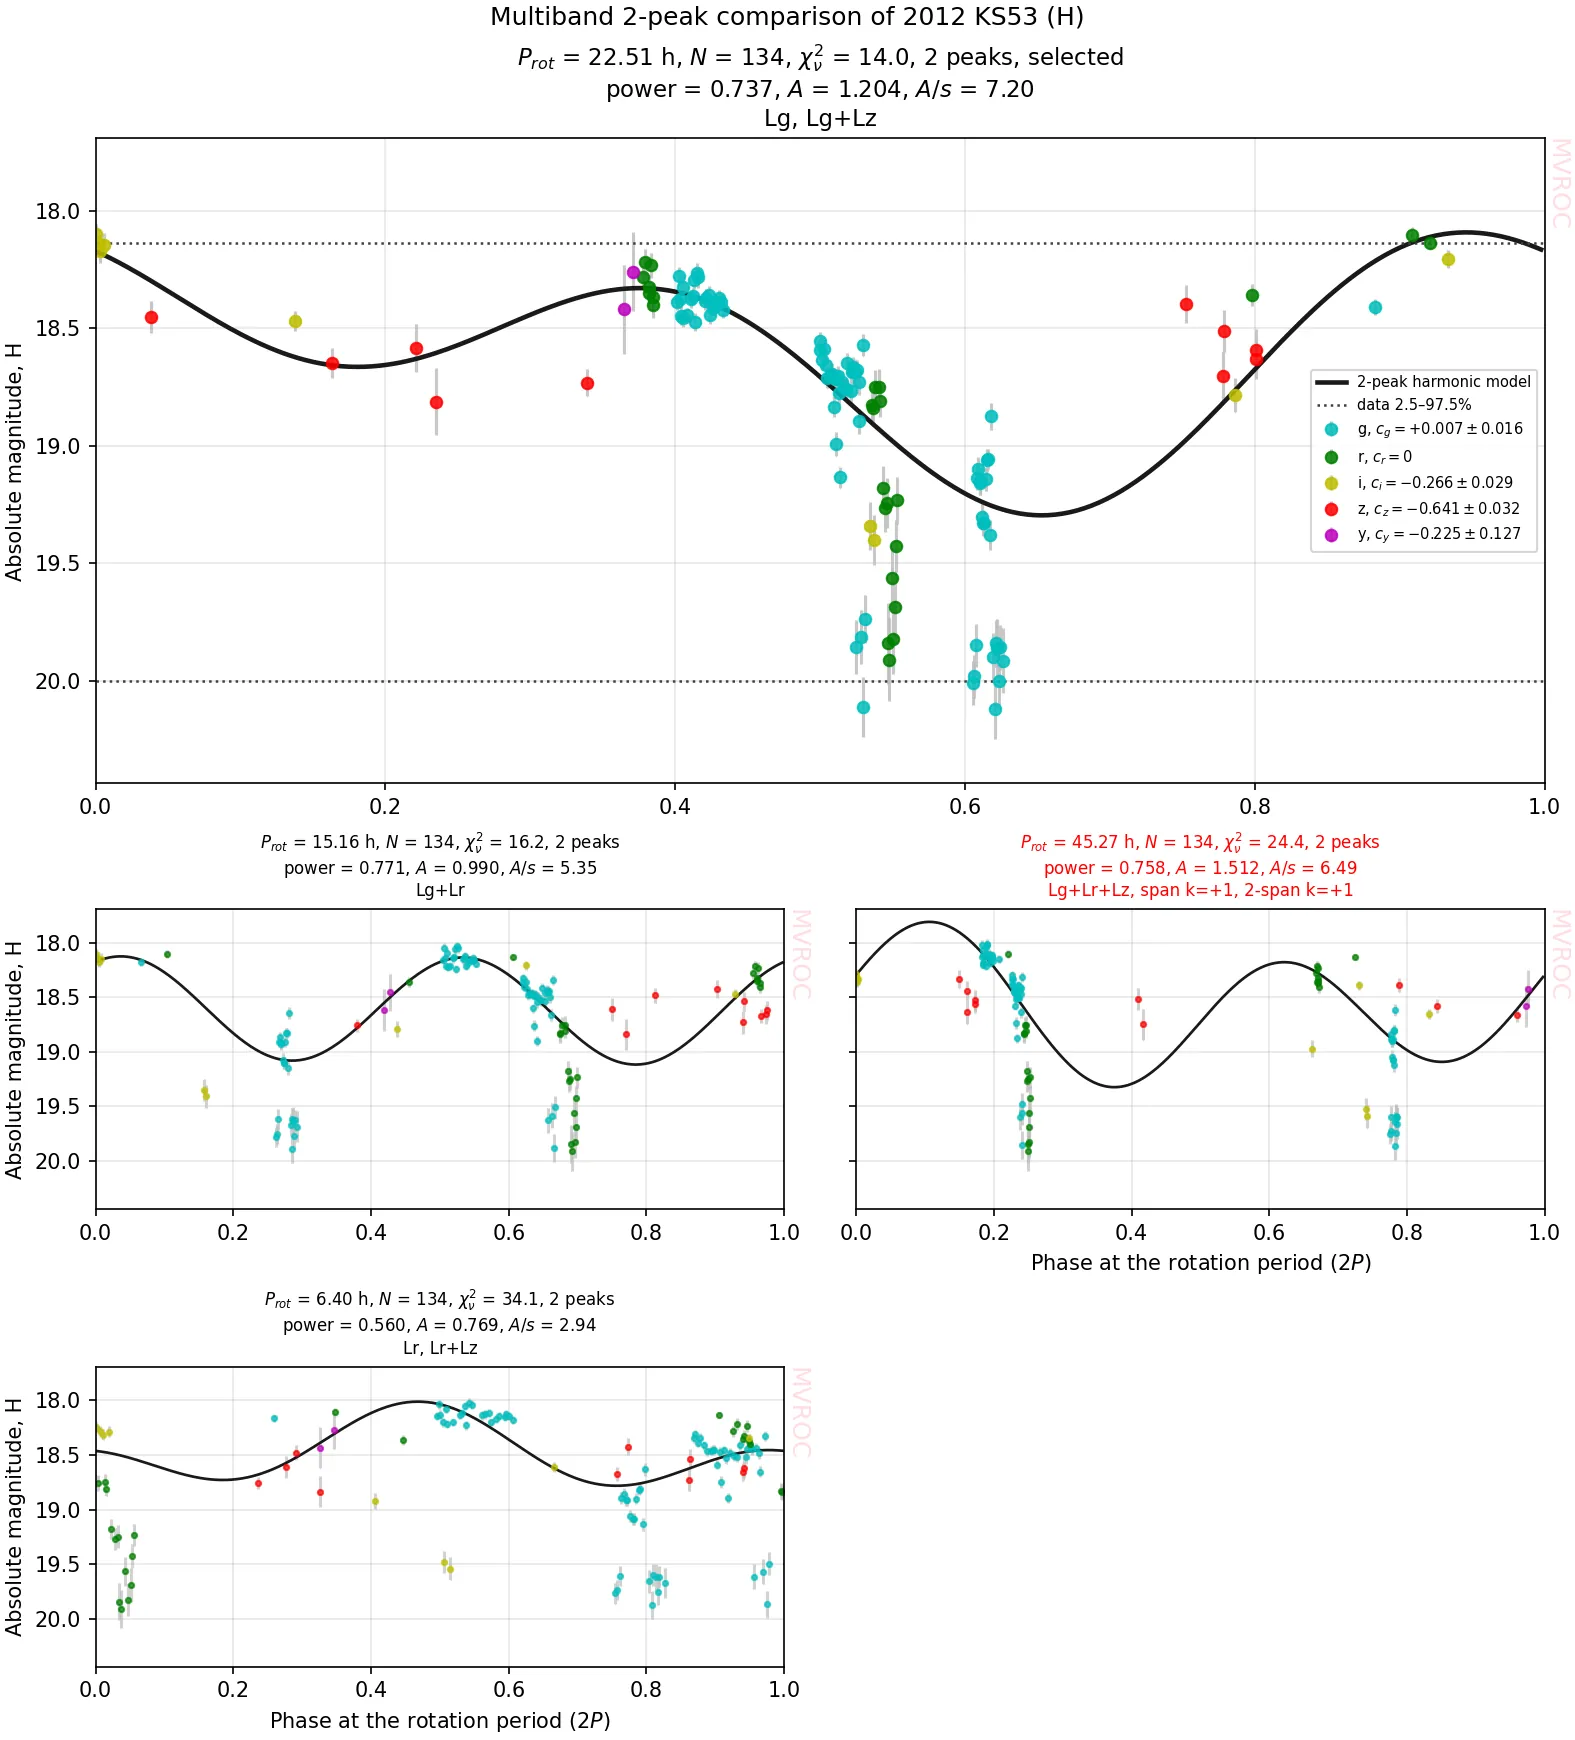 Multiband 2-peak comparison of 2012 KS53 (H)
P_rot = 22.51 h, N = 134, χ²_ν = 14.0, 2 peaks, selected
power = 0.737, A = 1.204, A/s = 7.20
Lg, Lg+Lz
MVROC
Absolute magnitude, H
18.0
18.5
19.0
19.5
20.0
2-peak harmonic model
data 2.5–97.5%
g, c_g = +0.007 ± 0.016
r, c_r = 0
i, c_i = −0.266 ± 0.029
z, c_z = −0.641 ± 0.032
y, c_y = −0.225 ± 0.127
0.0 0.2 0.4 0.6 0.8 1.0
P_rot = 15.16 h, N = 134, χ²_ν = 16.2, 2 peaks
power = 0.771, A = 0.990, A/s = 5.35
Lg+Lr
MVROC
Absolute magnitude, H
18.0
18.5
19.0
19.5
20.0
0.0 0.2 0.4 0.6 0.8 1.0
P_rot = 45.27 h, N = 134, χ²_ν = 24.4, 2 peaks
power = 0.758, A = 1.512, A/s = 6.49
Lg+Lr+Lz, span k=+1, 2-span k=+1
MVROC
0.0 0.2 0.4 0.6 0.8 1.0
Phase at the rotation period (2P)
P_rot = 6.40 h, N = 134, χ²_ν = 34.1, 2 peaks
power = 0.560, A = 0.769, A/s = 2.94
Lr, Lr+Lz
MVROC
Absolute magnitude, H
18.0
18.5
19.0
19.5
20.0
0.0 0.2 0.4 0.6 0.8 1.0
Phase at the rotation period (2P)